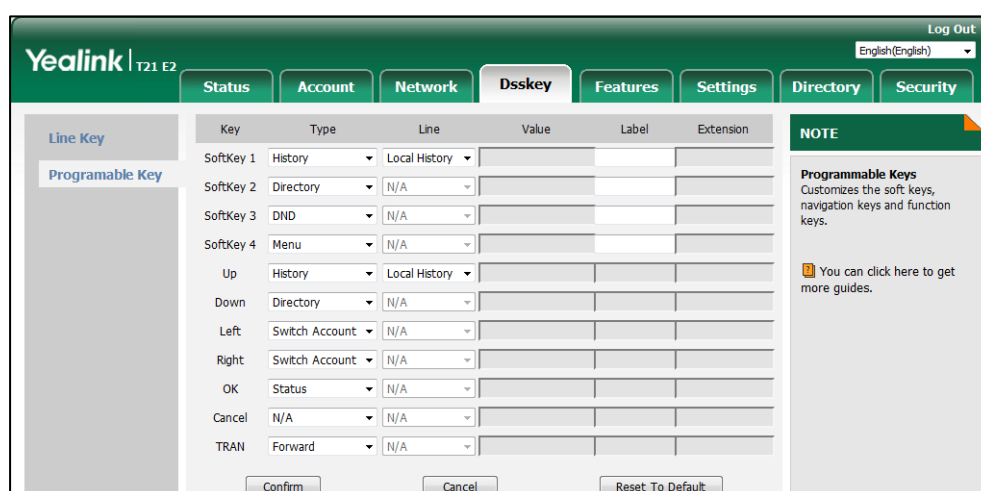 Log Out
Yealink | T21 E2
English(English)
Status Account Network Dsskey Features Settings Directory Security
Line Key
Programable Key
Key Type Line Value Label Extension
SoftKey 1 History Local History
SoftKey 2 Directory N/A
SoftKey 3 DND N/A
SoftKey 4 Menu N/A
Up History Local History
Down Directory N/A
Left Switch Account N/A
Right Switch Account N/A
OK Status N/A
Cancel N/A N/A
TRAN Forward N/A
Confirm Cancel Reset To Default
NOTE
Programmable Keys
Customizes the soft keys,
navigation keys and function
keys.
You can click here to get
more guides.